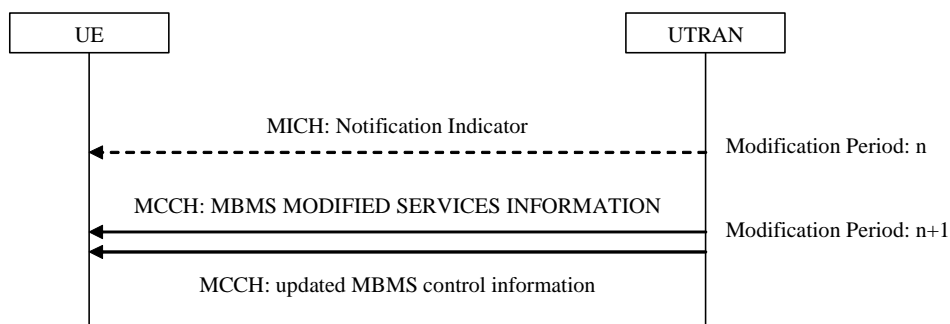 UE
UTRAN
MICH: Notification Indicator
Modification Period: n
MCCH: MBMS MODIFIED SERVICES INFORMATION
Modification Period: n+1
MCCH: updated MBMS control information